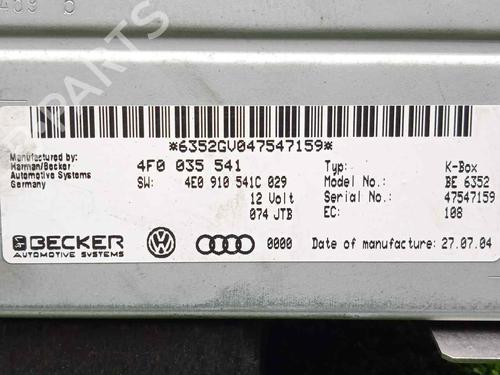 *6352GV047547159*
Manufactured by:
Harman/Becker
Automotive Systems
Germany
4F0 035 541
SW: 4E0 910 541C 029
12 Volt
074 JTB
Typ: K-Box
Model No.: BE 6352
Serial No.: 47547159
EC: 108
BECKER
AUTOMOTIVE SYSTEMS
0000
Date of manufacture: 27.07.04